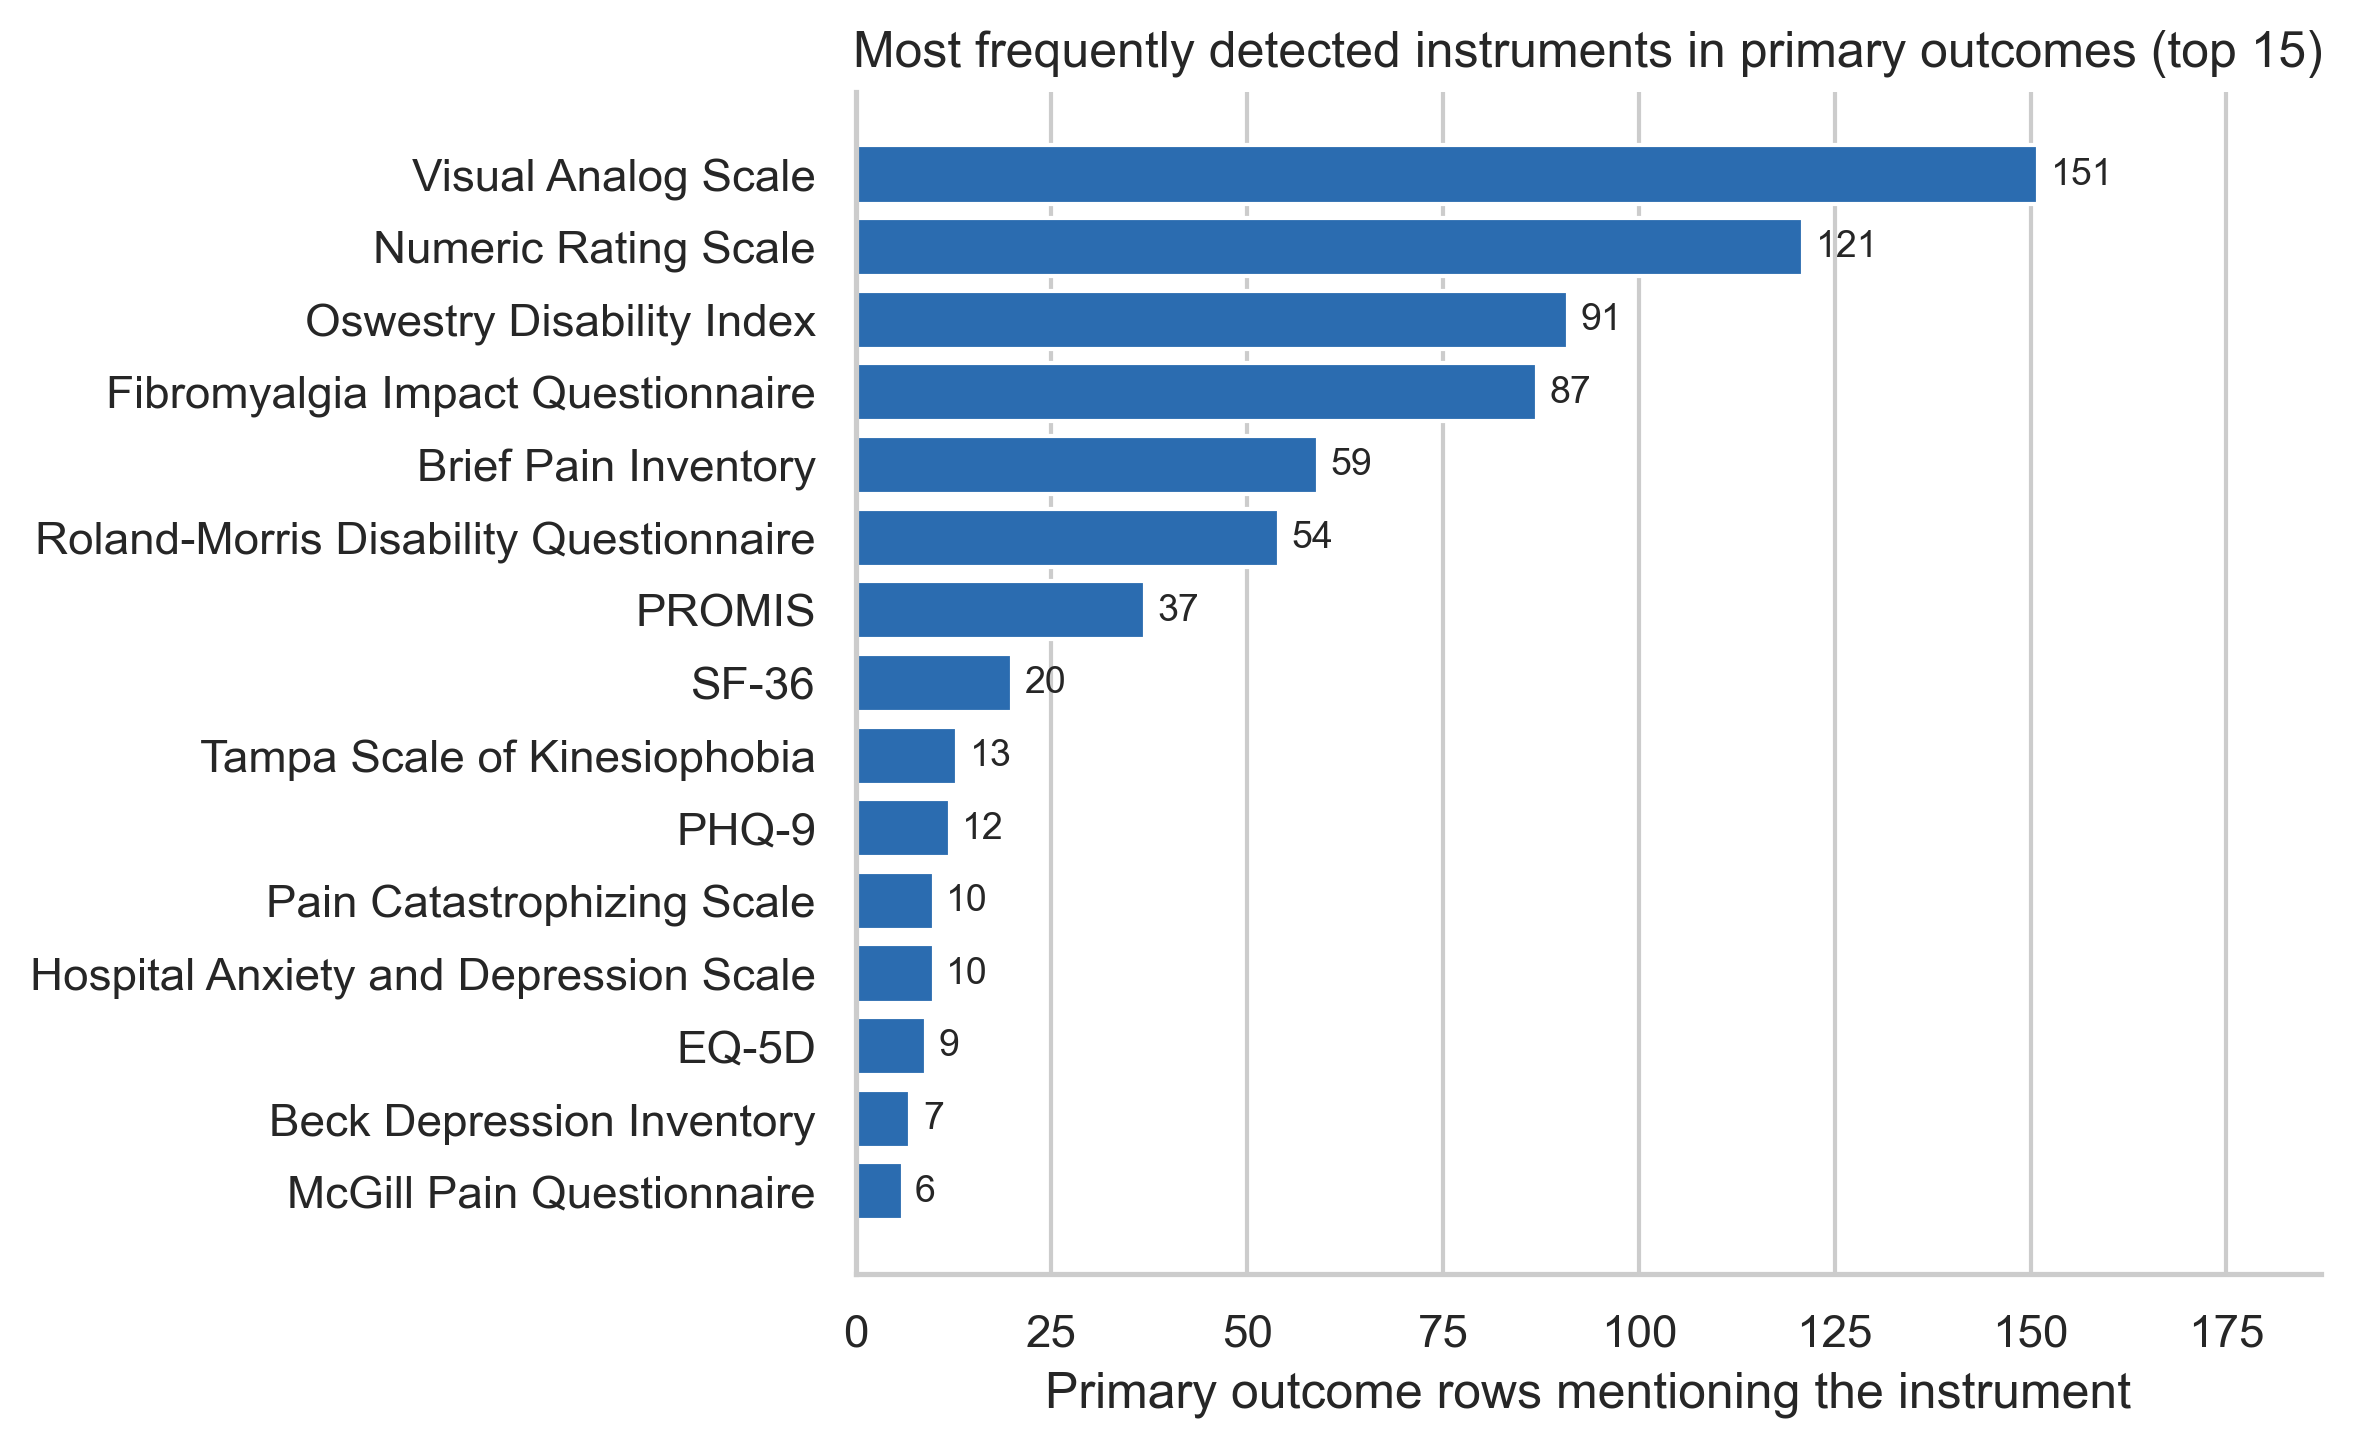 Most frequently detected instruments in primary outcomes (top 15)
Visual Analog Scale 151
Numeric Rating Scale 121
Oswestry Disability Index 91
Fibromyalgia Impact Questionnaire 87
Brief Pain Inventory 59
Roland-Morris Disability Questionnaire 54
PROMIS 37
SF-36 20
Tampa Scale of Kinesiophobia 13
PHQ-9 12
Pain Catastrophizing Scale 10
Hospital Anxiety and Depression Scale 10
EQ-5D 9
Beck Depression Inventory 7
McGill Pain Questionnaire 6
0 25 50 75 100 125 150 175
Primary outcome rows mentioning the instrument